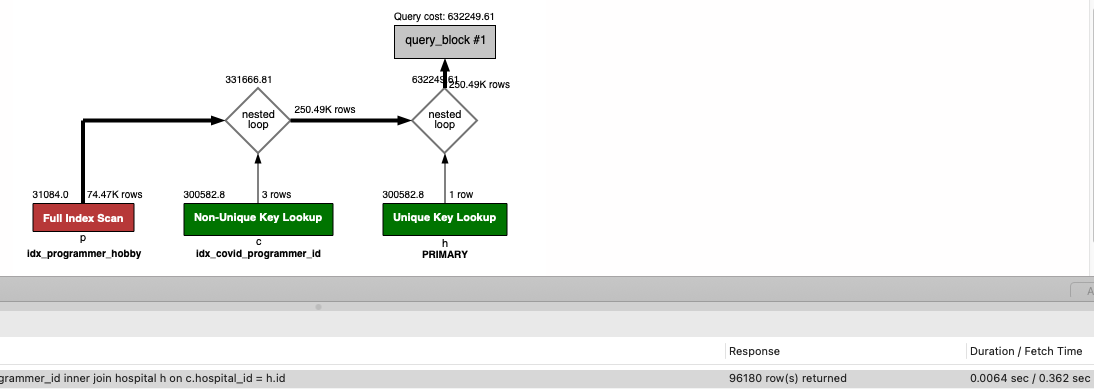 Query cost: 632249.61
query_block #1
331666.81
632249.61
250.49K rows
250.49K rows
nested
loop
nested
loop
31084.0
74.47K rows
300582.8
3 rows
300582.8
1 row
Full Index Scan
Non-Unique Key Lookup
Unique Key Lookup
p
c
h
idx_programmer_hobby
idx_covid_programmer_id
PRIMARY
A
Response
Duration / Fetch Time
grammer_id inner join hospital h on c.hospital_id = h.id
96180 row(s) returned
0.0064 sec / 0.362 sec